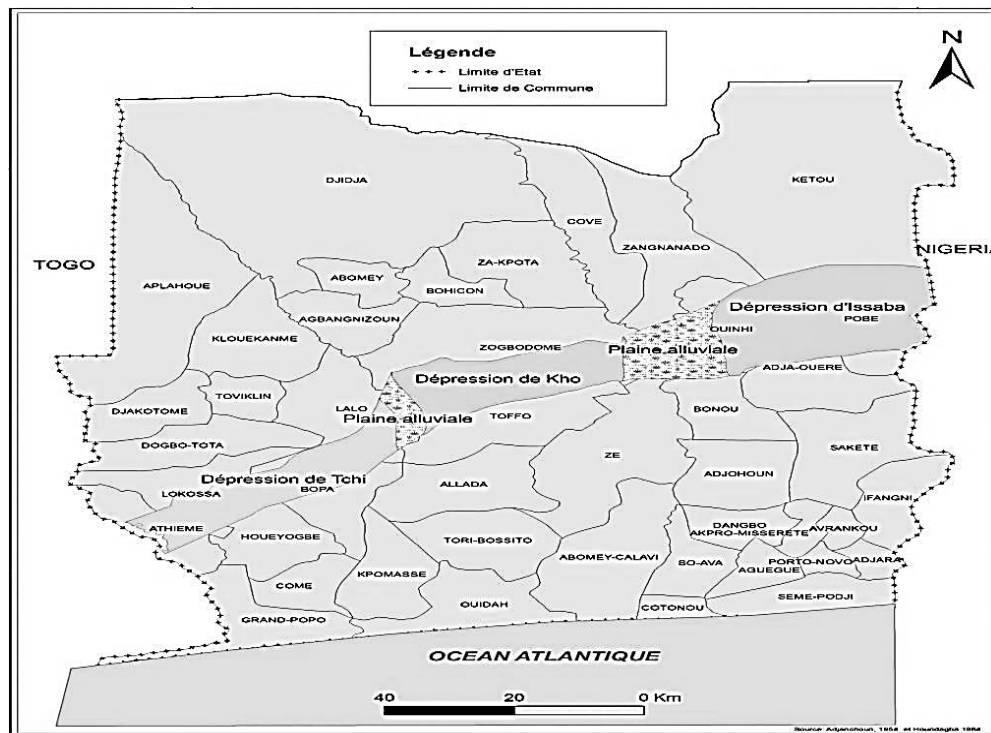 Légende
Limite d'Etat
Limite de Commune
N
DJIDJA
KETOU
COVE
ZANGNANADO
NIGERIA
TOGO
ZA-KPOTA
ABOMEY
BOHICON
APLAHOUE
AGBANGNIZOUN
Dépression d'Issaba
POBE
OUINHI
KLOUEKANME
ZOGBODOME
Plaine alluviale
ADJA-OUERE
Dépression de Kho
TOVIKLIN
DJAKOTOME
LALO
Plaine alluviale
TOFFO
BONOU
DOGBO-TOTA
SAKETE
ZE
Dépression de Tchi
ALLADA
ADJOHOUN
LOKOSSA
BOPA
IFANGNI
ATHIEME
HOUEYOGBE
DANGBO
AKPRO-MISSERETE
AVRANKOU
TORI-BOSSITO
ABOMEY-CALAVI
SO-AVA
AGUEGUE
PORTO-NOVO
ADJARA
KPOMASSE
COME
OUIDAH
COTONOU
SEME-PODJI
GRAND-POPO
OCEAN ATLANTIQUE
40 20 0 Km
Source: et Houndagba